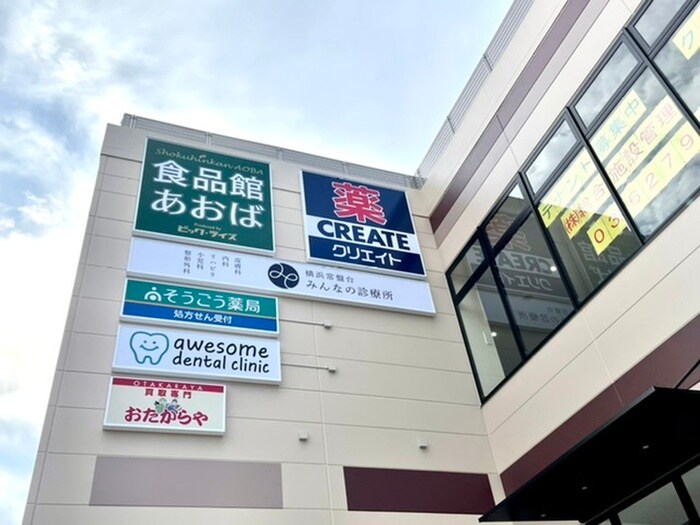 Shokuhinkan AOBA
食品館
あおば
Produced by
ビッグ・ライズ
薬
CREATE
クリエイト
皮膚科
リハビリ
小児科
内科
整形外科
横浜常盤台
みんなの診療所
そうごう薬局
処方せん受付
awesome
dental clinic
OTAKARAYA
買取専門
おたからや
テナント募集中
施設管理